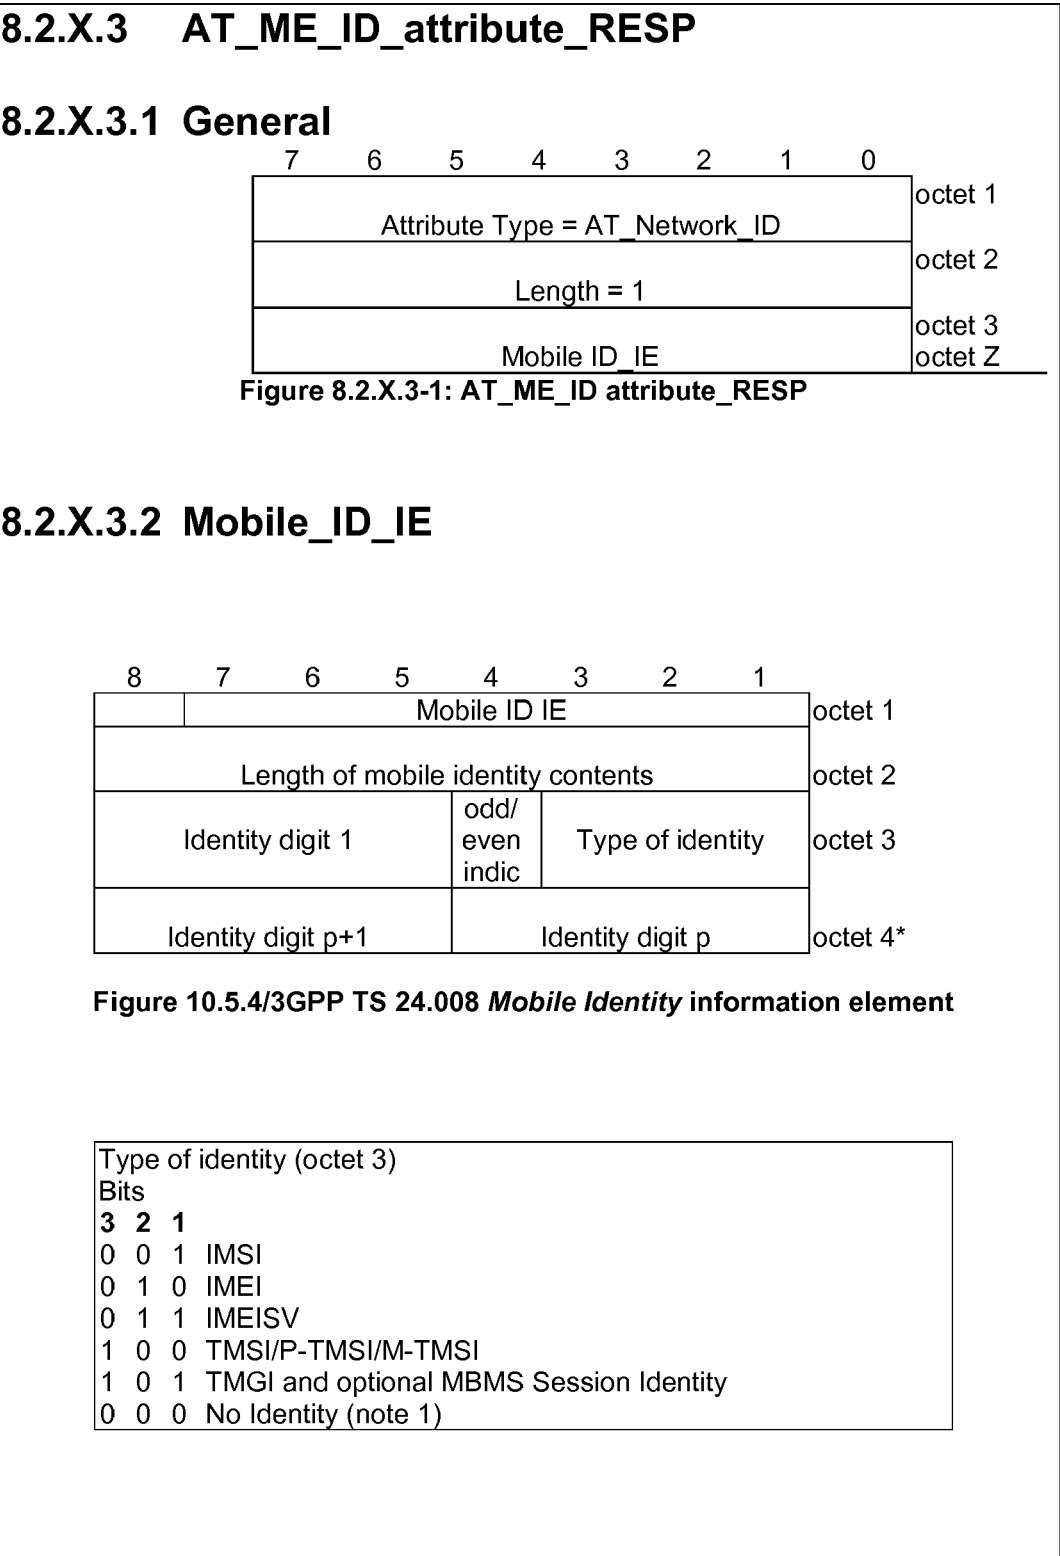 8.2.X.3 AT_ME_ID_attribute_RESP
8.2.X.3.1 General
7 6 5 4 3 2 1 0
octet 1
Attribute Type = AT_Network_ID
octet 2
Length = 1
octet 3
Mobile ID_IE octet Z
Figure 8.2.X.3-1: AT_ME_ID attribute_RESP
8.2.X.3.2 Mobile_ID_IE
8 7 6 5 4 3 2 1
Mobile ID IE octet 1
Length of mobile identity contents octet 2
odd/
Identity digit 1 even Type of identity octet 3
indic
Identity digit p+1 Identity digit p octet 4*
Figure 10.5.4/3GPP TS 24.008 Mobile Identity information element
Type of identity (octet 3)
Bits
3 2 1
0 0 1 IMSI
0 1 0 IMEI
0 1 1 IMEISV
1 0 0 TMSI/P-TMSI/M-TMSI
1 0 1 TMGI and optional MBMS Session Identity
0 0 0 No Identity (note 1)